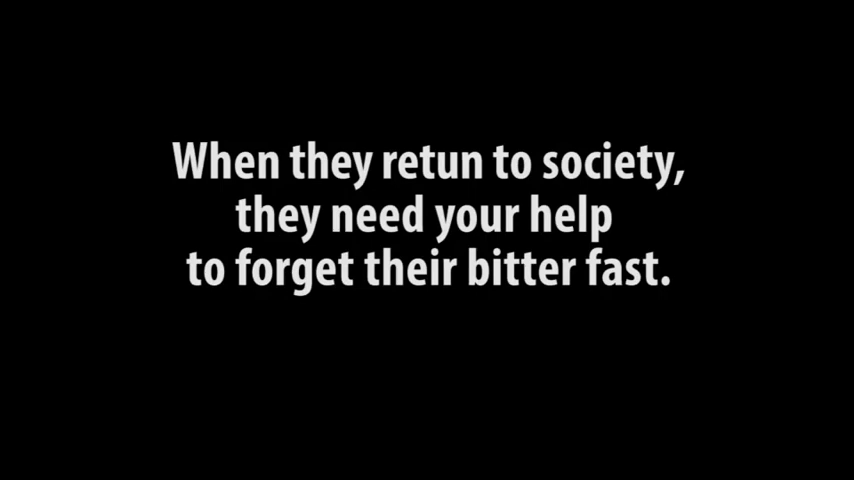 When they retun to society,
they need your help
to forget their bitter fast.